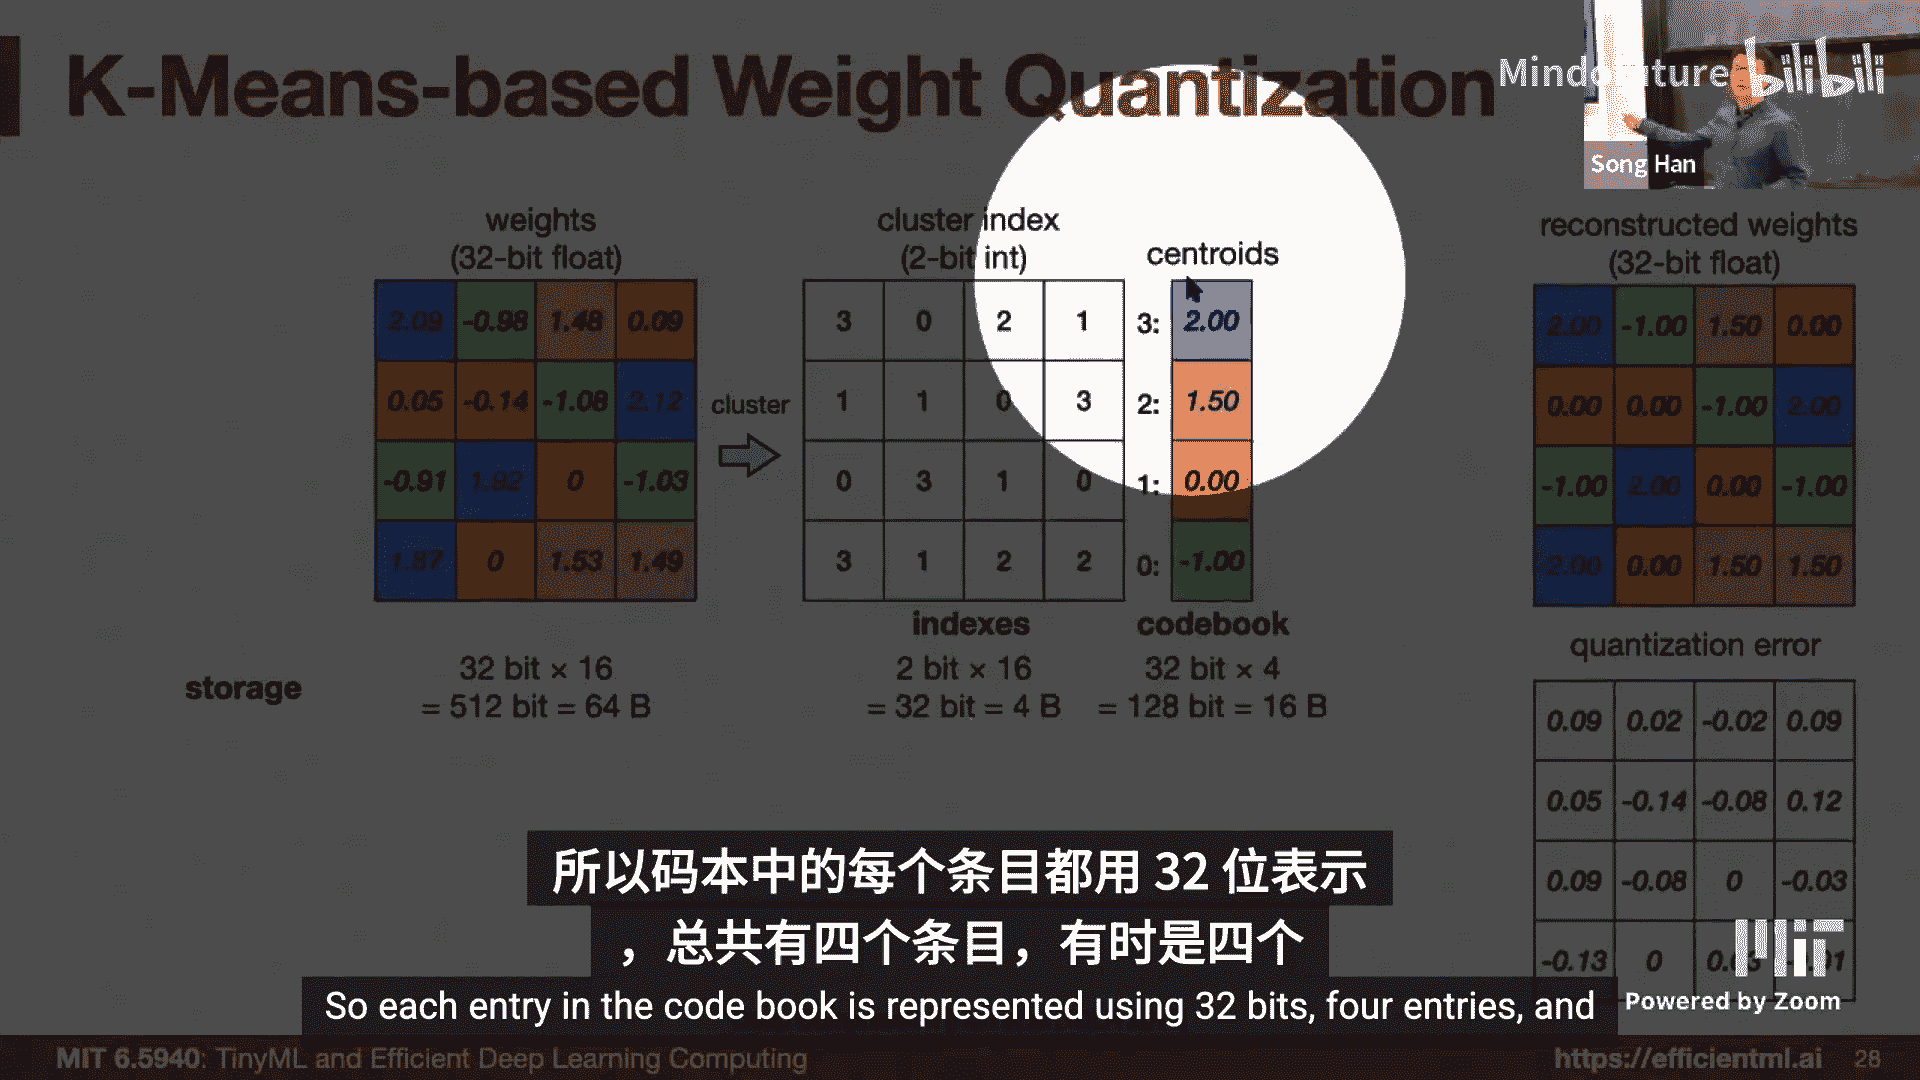 K-Means-based Weight Quantization
bilibili
Song Han
weights
(32-bit float)
2.09 -0.98 1.48 0.09
0.05 -0.14 -1.08 2.12
-0.91 1.92 0 -1.03
1.87 0 1.53 1.49
cluster
cluster index
(2-bit int)
3 0 2 1
1 1 0 3
0 3 1 0
3 1 2 2
centroids
3: 2.00
2: 1.50
1: 0.00
0: -1.00
reconstructed weights
(32-bit float)
2.00 -1.00 1.50 0.00
0.00 0.00 -1.00 2.00
-1.00 2.00 0.00 -1.00
2.00 0.00 1.50 1.50
indexes
codebook
storage
32 bit × 16
= 512 bit = 64 B
2 bit × 16
= 32 bit = 4 B
32 bit × 4
= 128 bit = 16 B
quantization error
0.09 0.02 -0.02 0.09
0.05 -0.14 -0.08 0.12
0.09 -0.08 0 -0.03
-0.13 0
所以码本中的每个条目都用 32 位表示
，总共有四个条目，有时是四个
So each entry in the code book is represented using 32 bits, four entries, and
MIT
Powered by Zoom
MIT 6.5940: TinyML and Efficient Deep Learning Computing
https://efficientml.ai
28